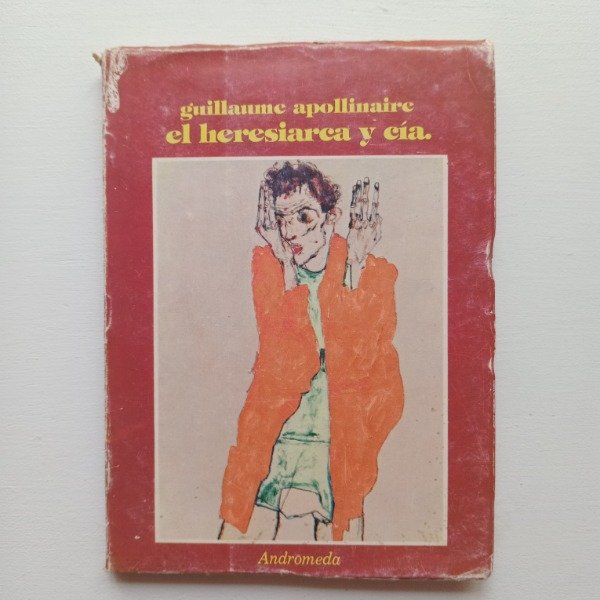 guillaume apollinaire
el heresiarca y cía.
Andromeda